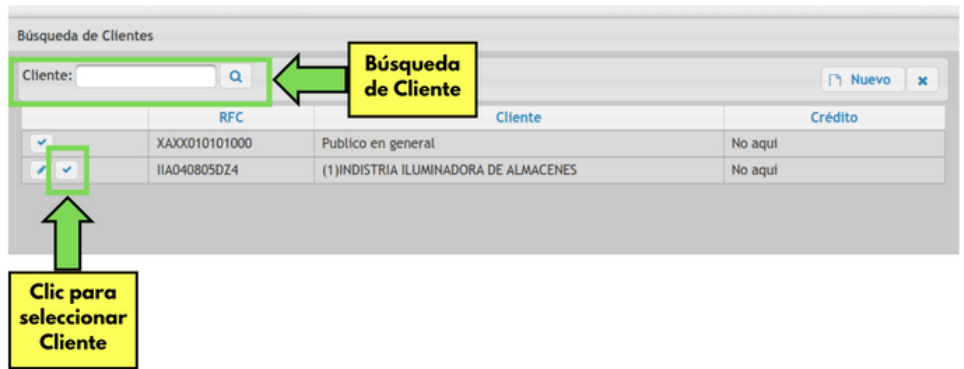 Búsqueda de Clientes
Cliente:
Búsqueda
de Cliente
Nuevo
RFC Cliente Crédito
XAXX010101000 Publico en general No aqui
IIA040805DZ4 (1)INDISTRIA ILUMINADORA DE ALMACENES No aqui
Clic para
seleccionar
Cliente